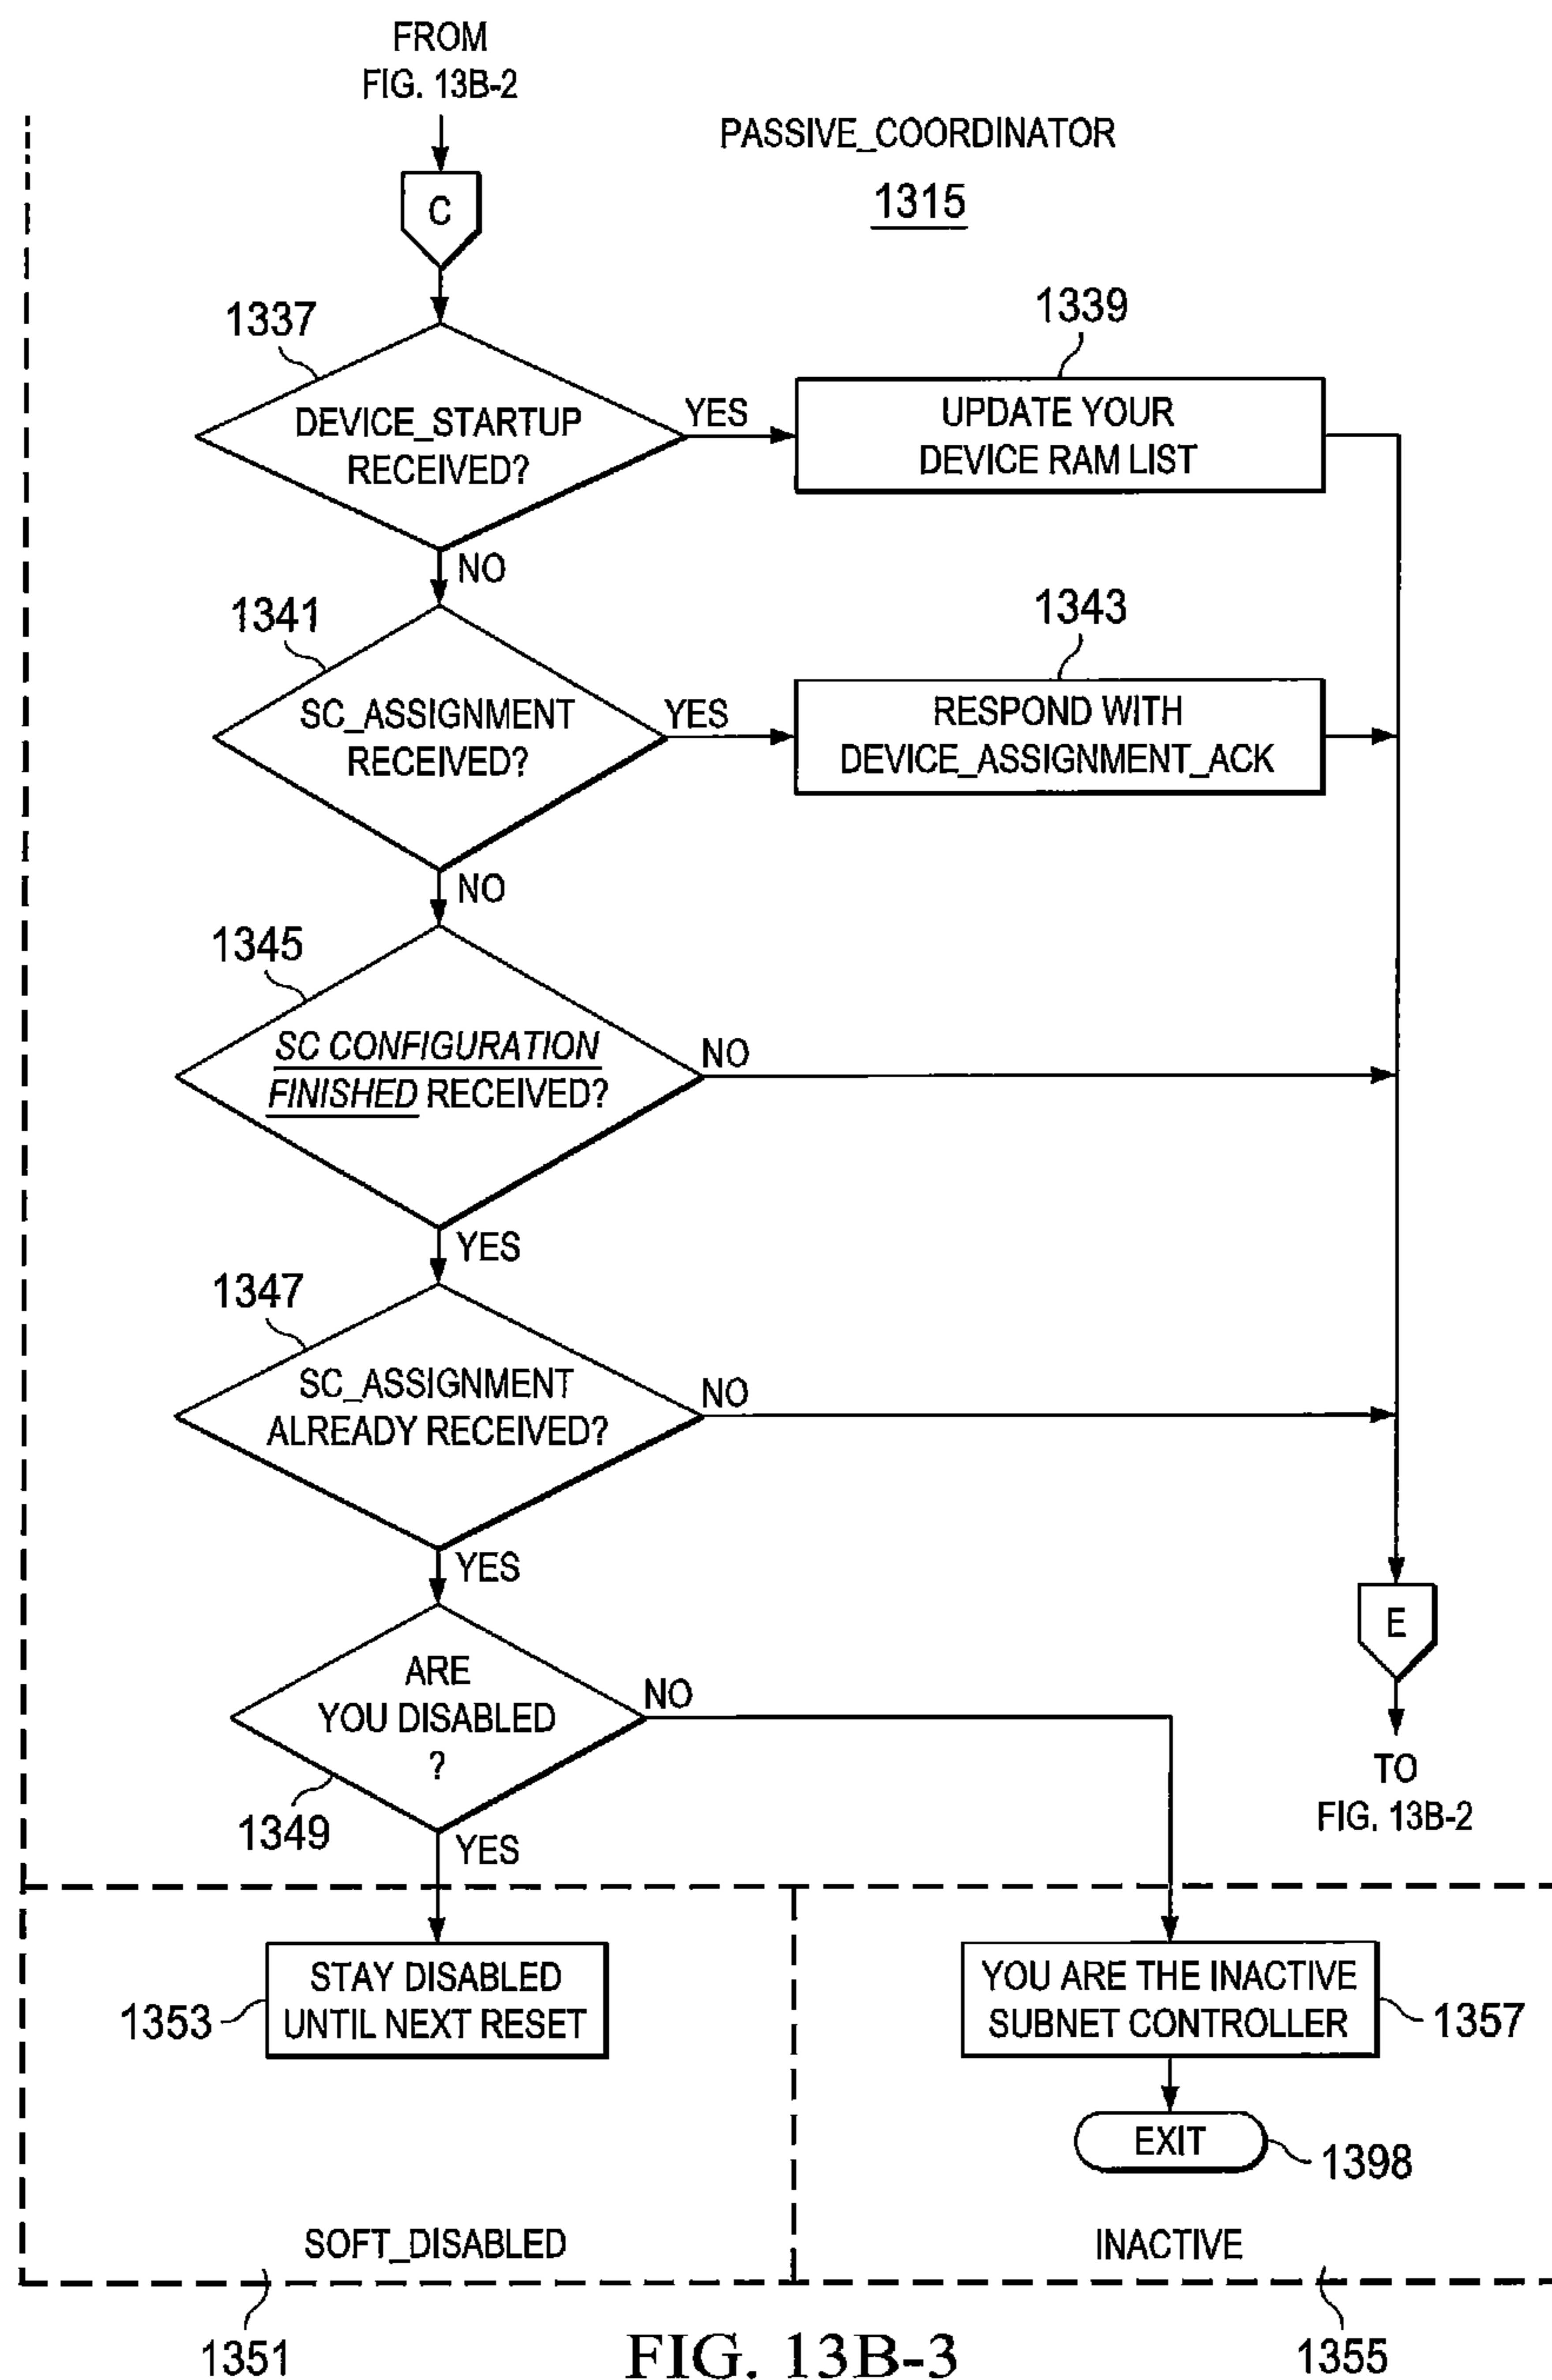 FROM
FIG. 13B-2
PASSIVE_COORDINATOR
1315
C
1337
DEVICE_STARTUP
RECEIVED?
YES
1339
UPDATE YOUR
DEVICE RAM LIST
NO
1341
SC_ASSIGNMENT
RECEIVED?
YES
1343
RESPOND WITH
DEVICE_ASSIGNMENT_ACK
NO
1345
SC CONFIGURATION
FINISHED RECEIVED?
NO
YES
1347
SC_ASSIGNMENT
ALREADY RECEIVED?
NO
YES
ARE
YOU DISABLED
?
NO
1349
YES
E
TO
FIG. 13B-2
STAY DISABLED
UNTIL NEXT RESET
1353
YOU ARE THE INACTIVE
SUBNET CONTROLLER
1357
EXIT
1398
SOFT_DISABLED
INACTIVE
1351
1355
FIG. 13B-3